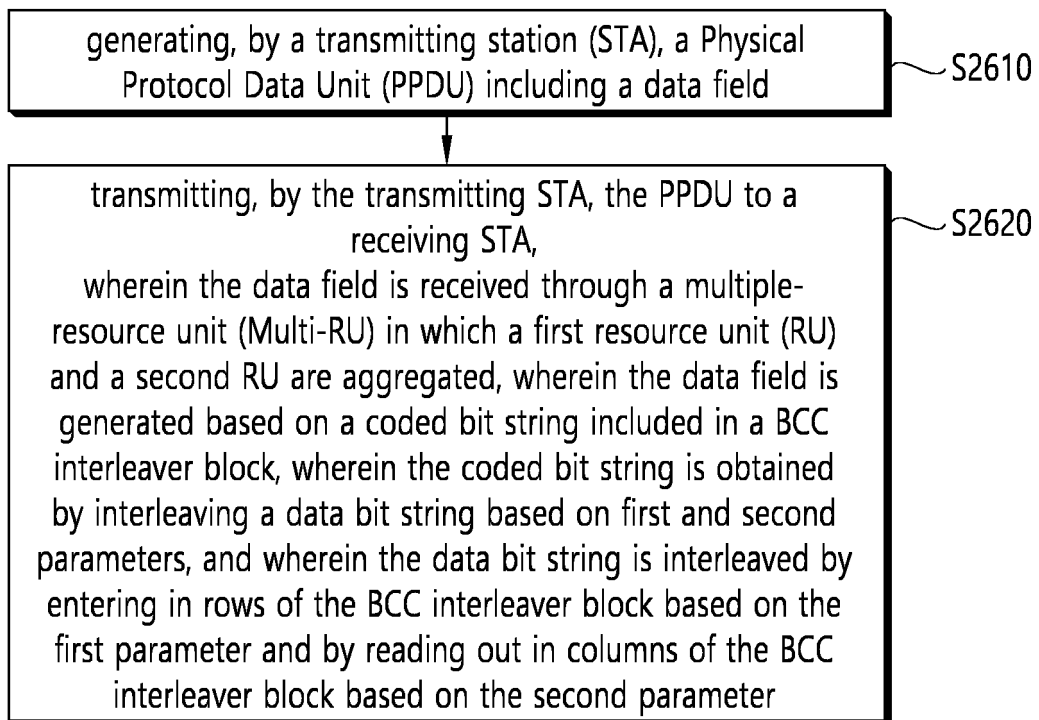 generating, by a transmitting station (STA), a Physical
Protocol Data Unit (PPDU) including a data field
S2610
transmitting, by the transmitting STA, the PPDU to a
receiving STA,
S2620
wherein the data field is received through a multiple-
resource unit (Multi-RU) in which a first resource unit (RU)
and a second RU are aggregated, wherein the data field is
generated based on a coded bit string included in a BCC
interleaver block, wherein the coded bit string is obtained
by interleaving a data bit string based on first and second
parameters, and wherein the data bit string is interleaved by
entering in rows of the BCC interleaver block based on the
first parameter and by reading out in columns of the BCC
interleaver block based on the second parameter